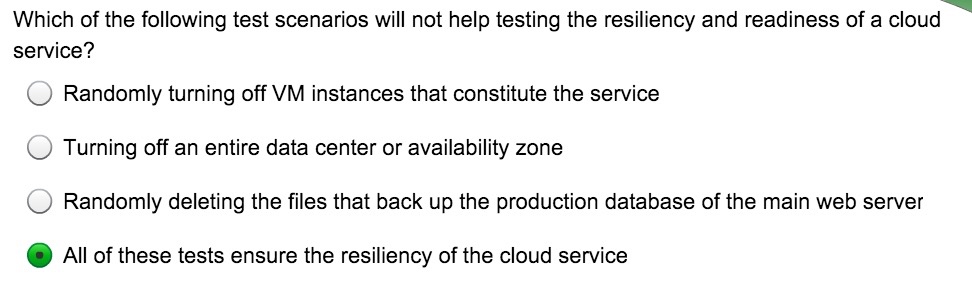 Which of the following test scenarios will not help testing the resiliency and readiness of a cloud
service?
Randomly turning off VM instances that constitute the service
Turning off an entire data center or availability zone
Randomly deleting the files that back up the production database of the main web server
All of these tests ensure the resiliency of the cloud service